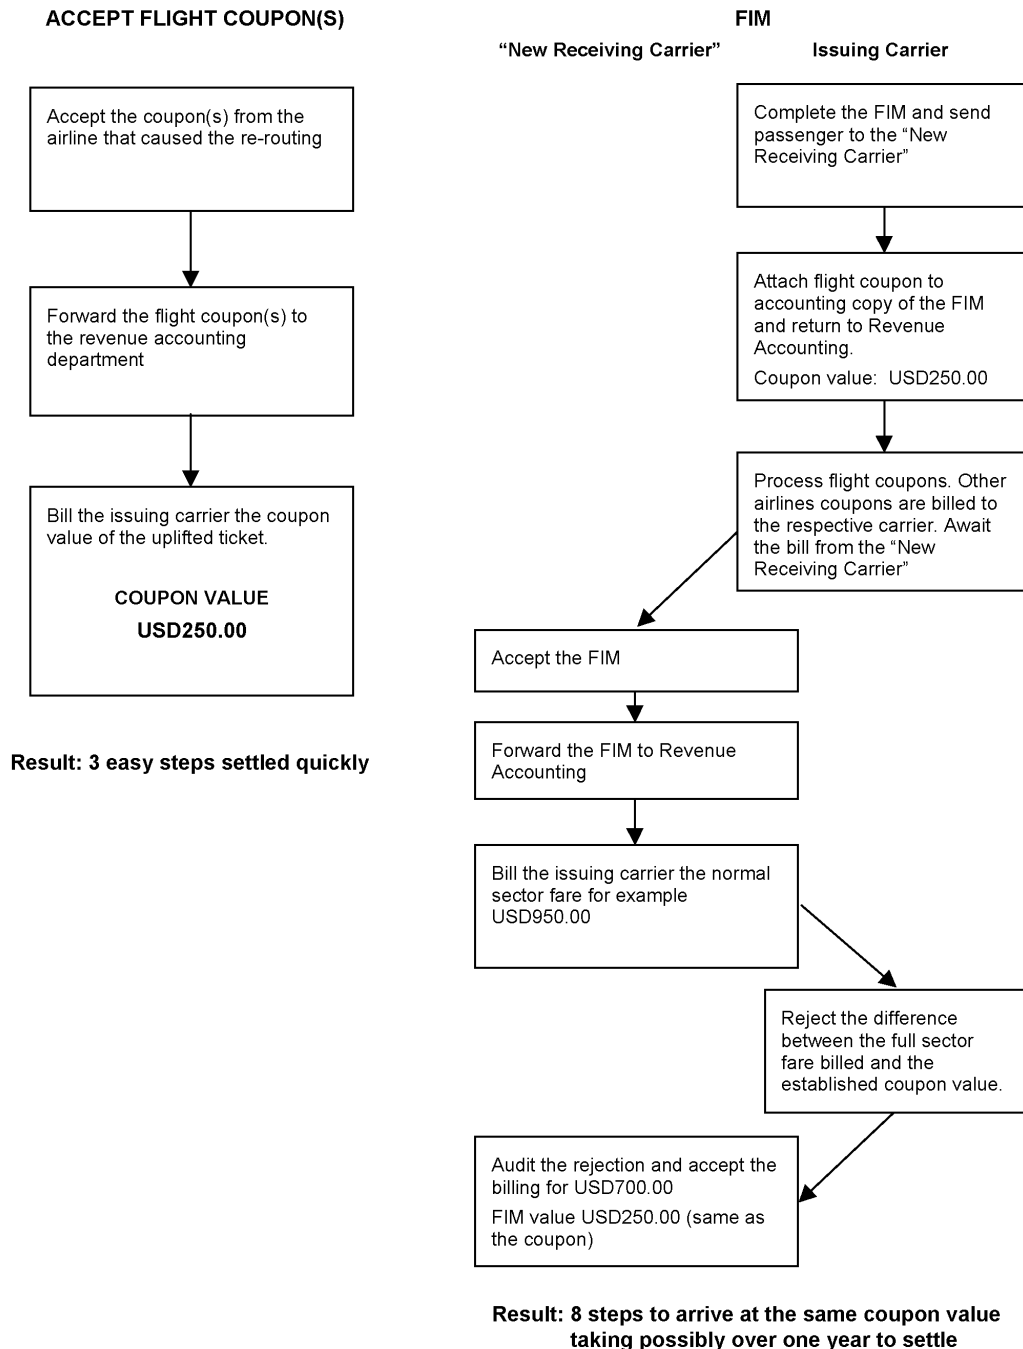 ACCEPT FLIGHT COUPON(S)
Accept the coupon(s) from the
airline that caused the re-routing
Forward the flight coupon(s) to
the revenue accounting
department
Bill the issuing carrier the coupon
value of the uplifted ticket.
COUPON VALUE
USD250.00
Result: 3 easy steps settled quickly
FIM
“New Receiving Carrier”
Issuing Carrier
Complete the FIM and send
passenger to the “New
Receiving Carrier”
Attach flight coupon to
accounting copy of the FIM
and return to Revenue
Accounting.
Coupon value: USD250.00
Process flight coupons. Other
airlines coupons are billed to
the respective carrier. Await
the bill from the “New
Receiving Carrier”
Accept the FIM
Forward the FIM to Revenue
Accounting
Bill the issuing carrier the normal
sector fare for example
USD950.00
Reject the difference
between the full sector
fare billed and the
established coupon value.
Audit the rejection and accept the
billing for USD700.00
FIM value USD250.00 (same as
the coupon)
Result: 8 steps to arrive at the same coupon value
taking possibly over one year to settle